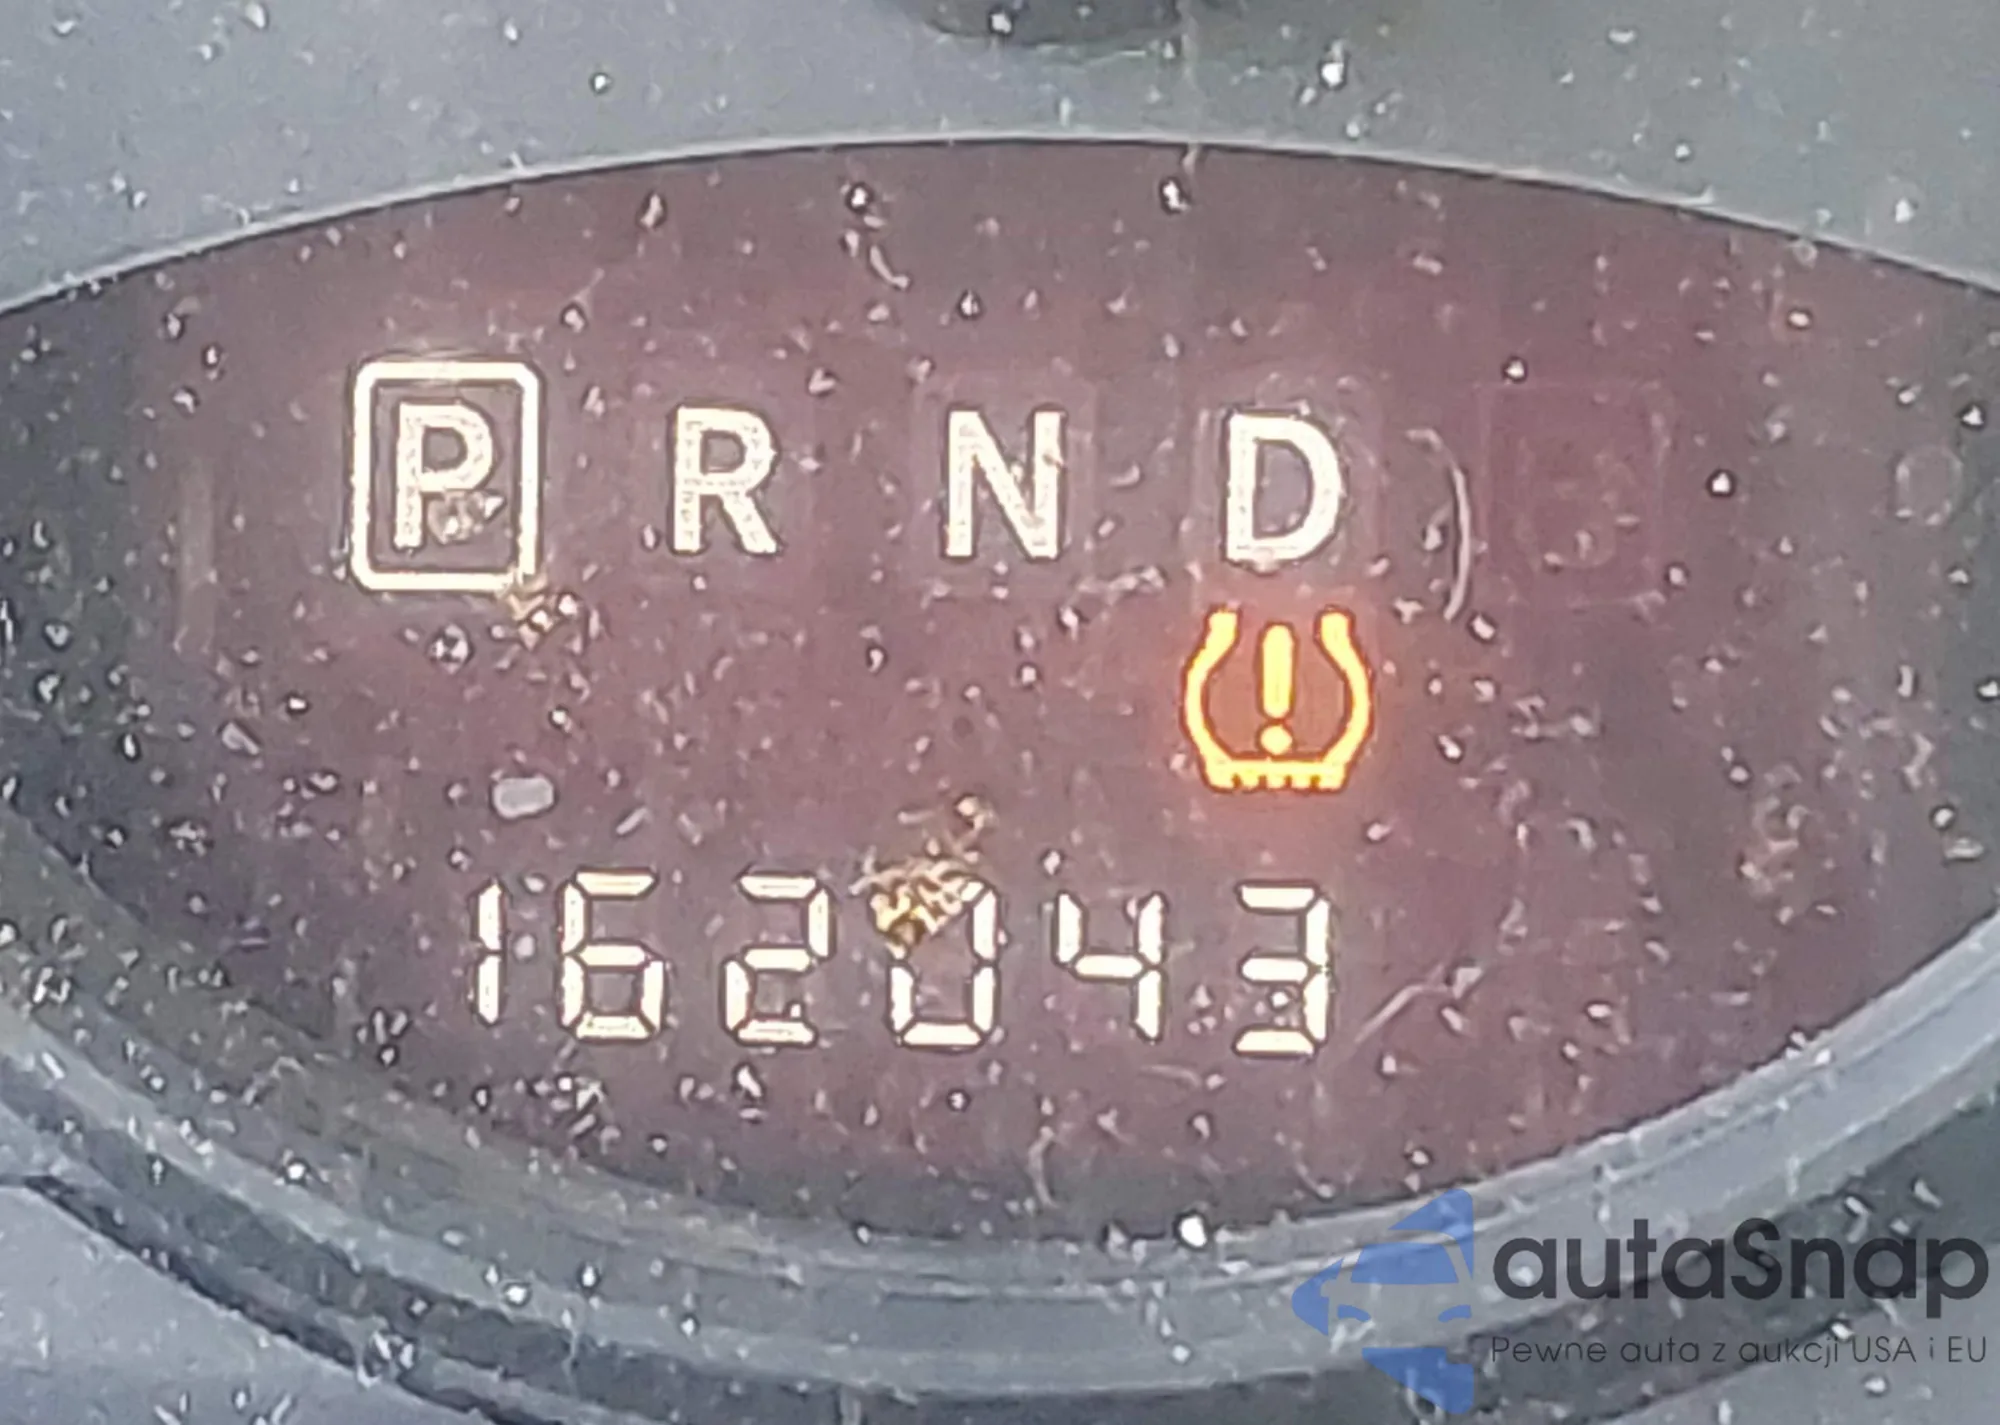 P R N D
162043
autaSnap
Pewne auta z aukcji USA i EU